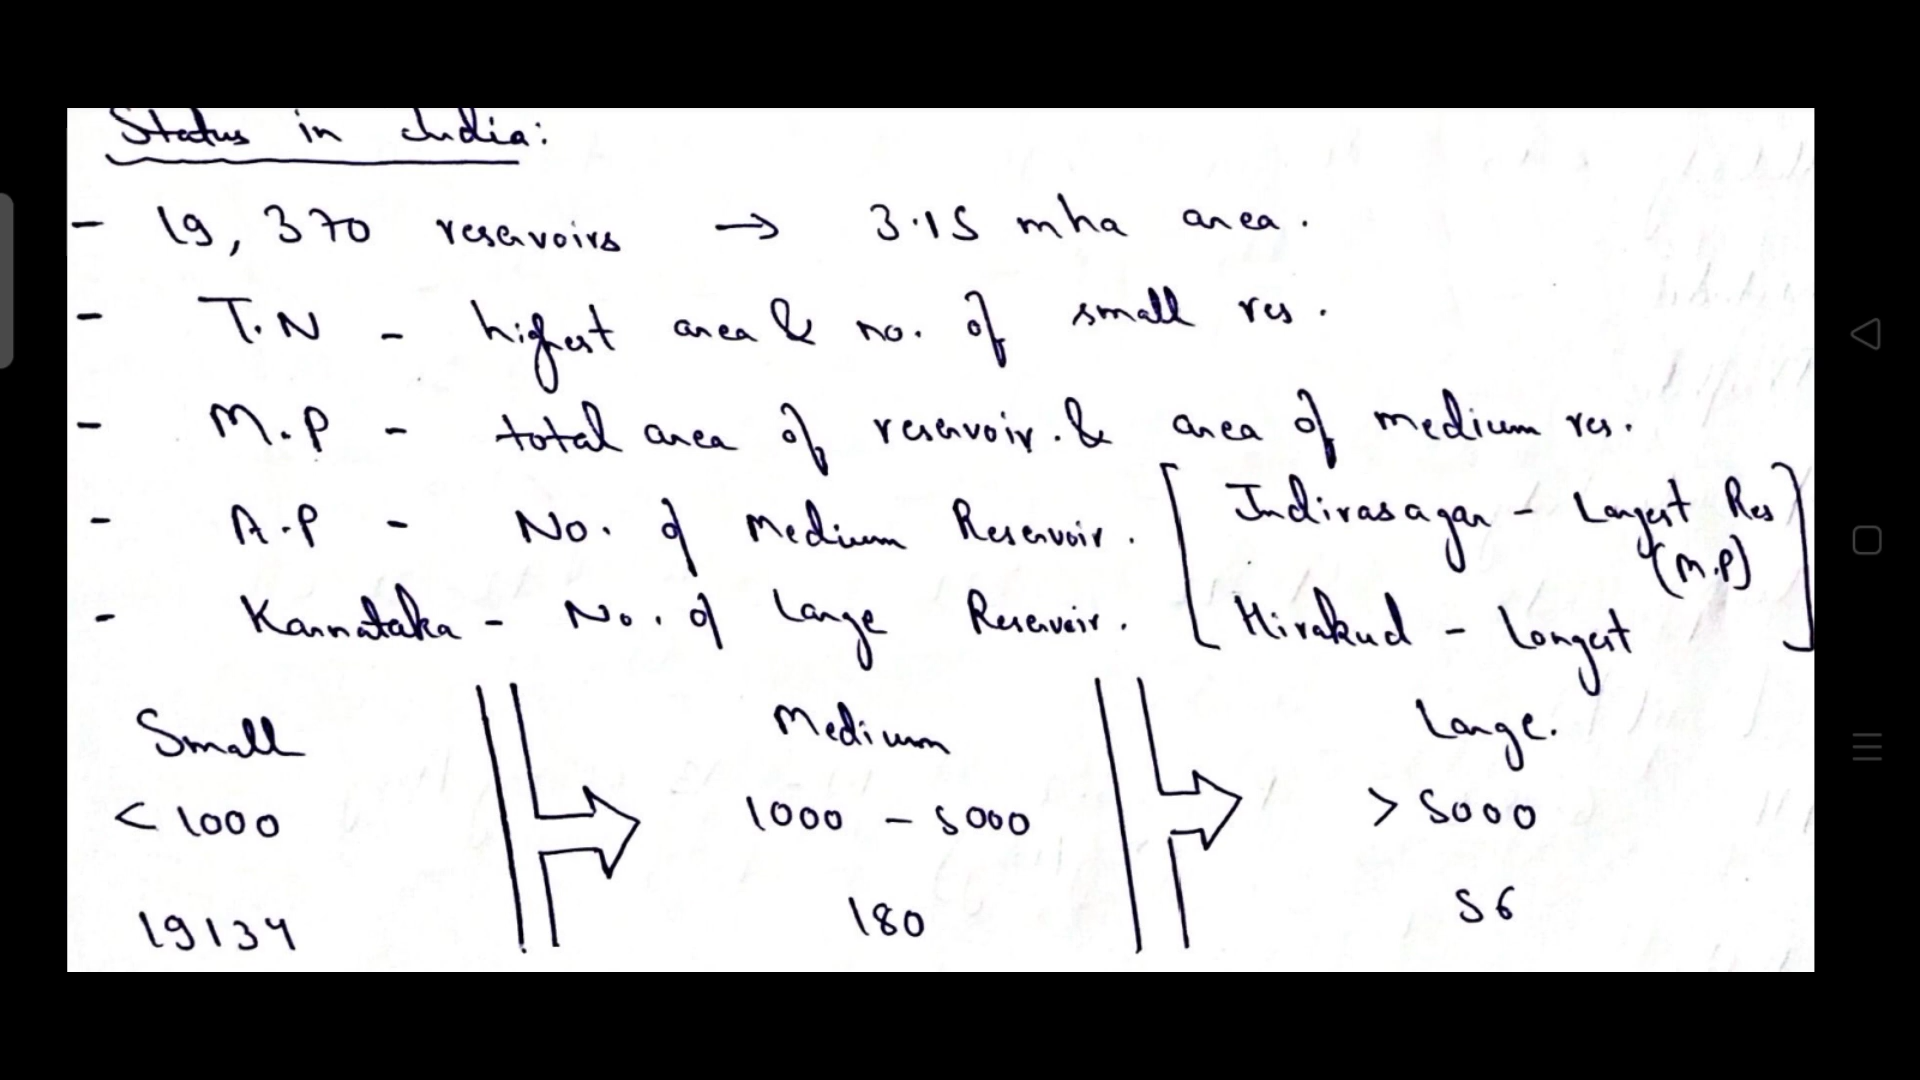 Status in India:
- 19,370 reservoirs → 3.15 mha area.
- T.N - highest area & no. of small res.
- M.P - total area of reservoir. & area of medium res.
- A.P - No. of Medium Reservoir. [Indirasagar - Largest Res
(M.P)]
- Karnataka - No. of Large Reservoir. [Hirakud - Longest]
Small Medium Large.
< 1000 1000 - 5000 > 5000
19134 180 56